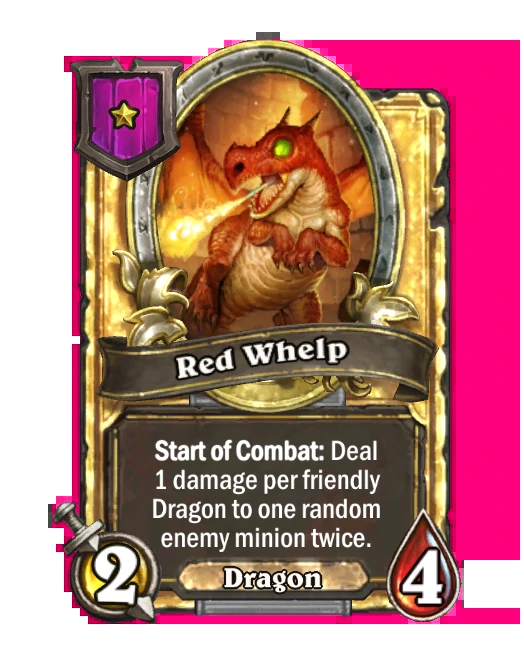 Red Whelp
Start of Combat: Deal
1 damage per friendly
Dragon to one random
enemy minion twice.
2
Dragon
4